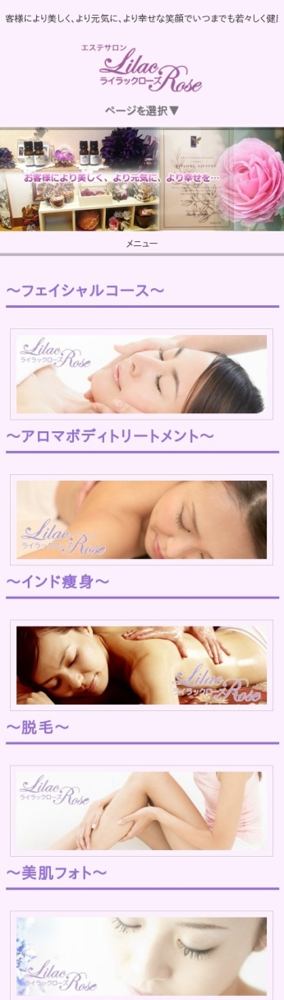 客様により美しく、より元気に、より幸せな笑顔でいつまでも若々しく健
エステサロン
Lilac
ライラックローズ Rose
ページを選択▼
お客様により美しく、より元気に、より幸せを…
メニュー
～フェイシャルコース～
Lilac
ライラックローズ Rose
～アロマボディトリートメント～
Lilac
ライラックローズ Rose
～インド痩身～
Lilac
ライラックローズ Rose
～脱毛～
Lilac
ライラックローズ Rose
～美肌フォト～
Lilac
ライラックローズ Rose